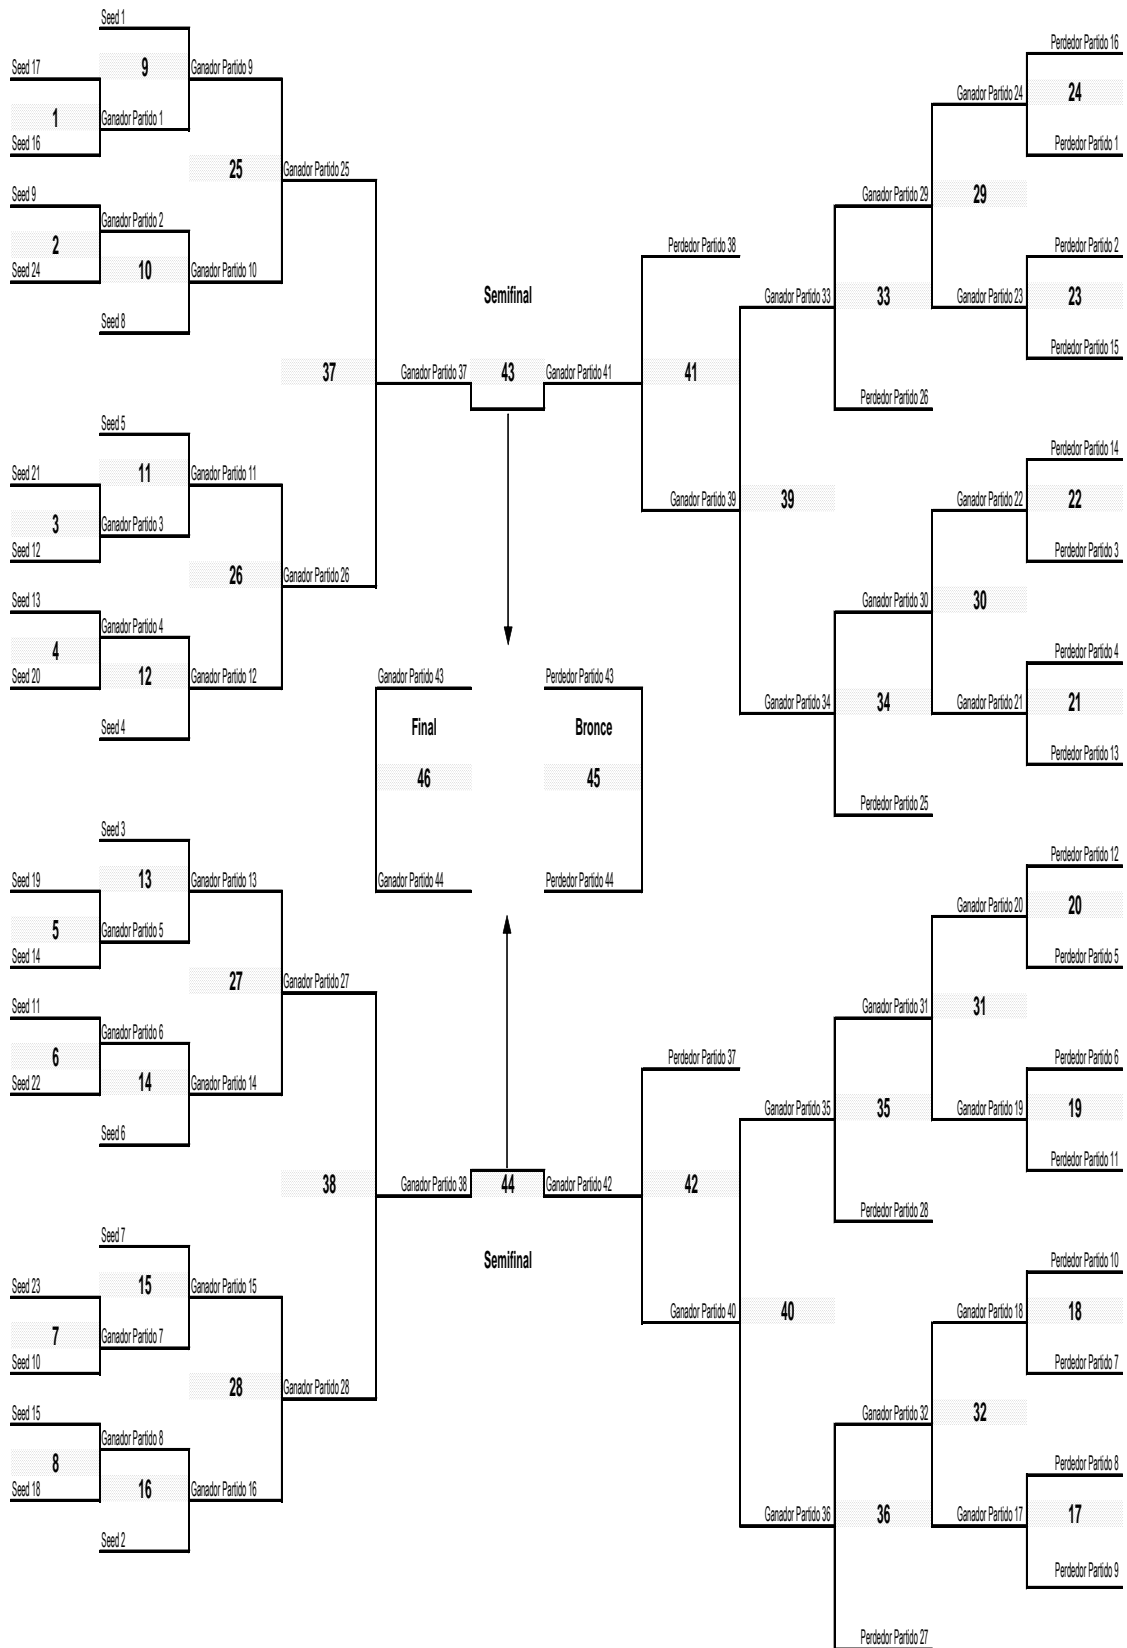 Seed 1
9
Seed 17
Ganador Partido 9
1
Ganador Partido 1
Seed 16
25
Ganador Partido 25
Seed 9
Ganador Partido 2
2
10
Seed 24
Ganador Partido 10
Seed 8
37
Ganador Partido 37
Seed 5
11
Seed 21
Ganador Partido 11
3
Ganador Partido 3
Seed 12
26
Ganador Partido 26
Seed 13
Ganador Partido 4
4
12
Seed 20
Ganador Partido 12
Seed 4
Seed 3
13
Seed 19
Ganador Partido 13
5
Ganador Partido 5
Seed 14
27
Ganador Partido 27
Seed 11
Ganador Partido 6
6
14
Seed 22
Ganador Partido 14
Seed 6
38
Ganador Partido 38
Seed 7
15
Seed 23
Ganador Partido 15
7
Ganador Partido 7
Seed 10
28
Ganador Partido 28
Seed 15
Ganador Partido 8
8
16
Seed 18
Ganador Partido 16
Seed 2
Semifinal
43
Ganador Partido 41
Ganador Partido 43
Final
46
Ganador Partido 44
Perdedor Partido 43
Bronce
45
Perdedor Partido 44
44
Ganador Partido 42
Semifinal
Perdedor Partido 16
Ganador Partido 24
24
Perdedor Partido 1
Ganador Partido 29
29
Perdedor Partido 38
Perdedor Partido 2
Ganador Partido 33
33
Ganador Partido 23
23
Perdedor Partido 15
41
Perdedor Partido 26
Perdedor Partido 14
Ganador Partido 39
39
Ganador Partido 22
22
Perdedor Partido 3
Ganador Partido 30
30
Perdedor Partido 4
Ganador Partido 34
34
Ganador Partido 21
21
Perdedor Partido 13
Perdedor Partido 25
Perdedor Partido 12
Ganador Partido 20
20
Perdedor Partido 5
Ganador Partido 31
31
Perdedor Partido 37
Perdedor Partido 6
Ganador Partido 35
35
Ganador Partido 19
19
Perdedor Partido 11
42
Perdedor Partido 28
Perdedor Partido 10
Ganador Partido 40
40
Ganador Partido 18
18
Perdedor Partido 7
Ganador Partido 32
32
Perdedor Partido 8
Ganador Partido 36
36
Ganador Partido 17
17
Perdedor Partido 9
Perdedor Partido 27